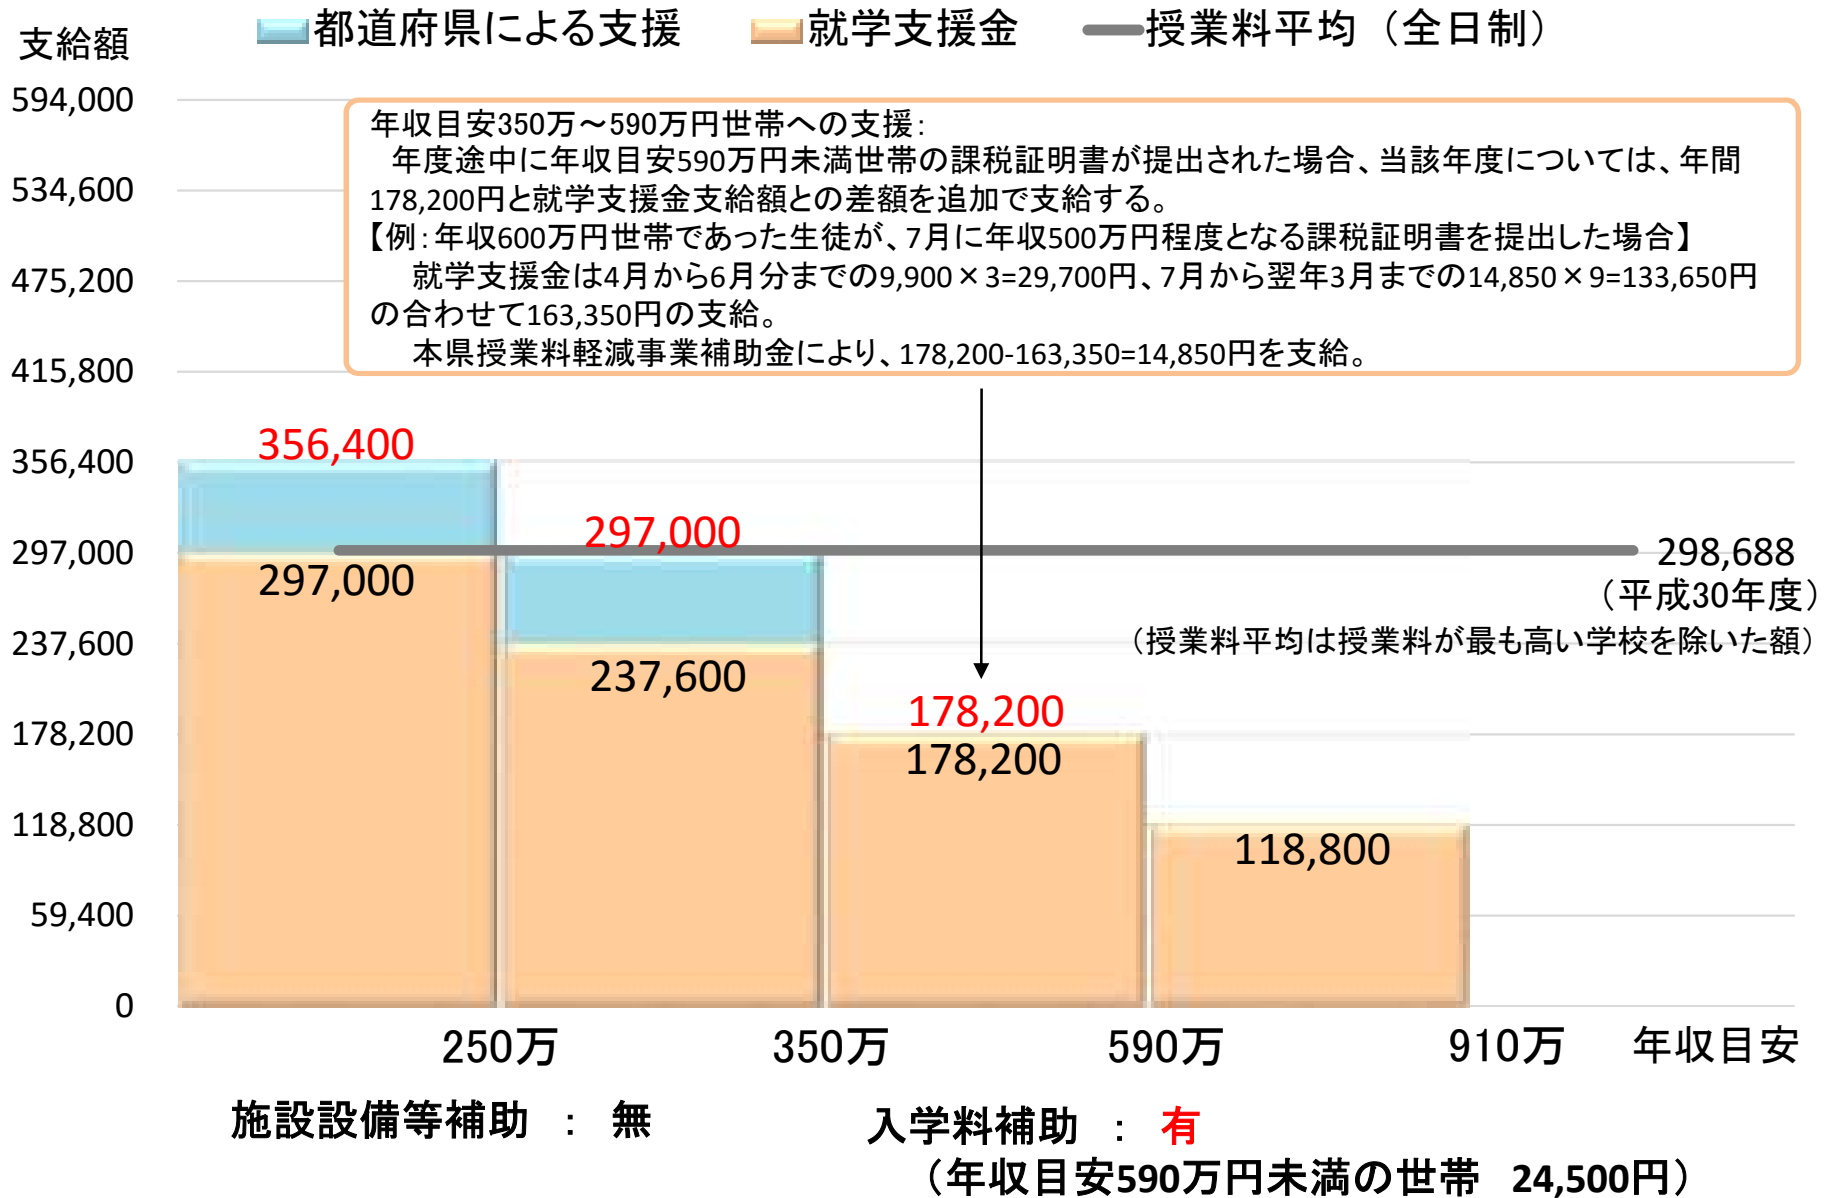 都道府県による支援　就学支援金　授業料平均（全日制）
支給額
594,000
534,600
475,200
415,800
356,400
297,000
237,600
178,200
118,800
59,400
0
年収目安350万～590万円世帯への支援：
年度途中に年収目安590万円未満世帯の課税証明書が提出された場合、当該年度については、年間
178,200円と就学支援金支給額との差額を追加で支給する。
【例：年収600万円世帯であった生徒が、7月に年収500万円程度となる課税証明書を提出した場合】
就学支援金は4月から6月分までの9,900×3=29,700円、7月から翌年3月までの14,850×9=133,650円
の合わせて163,350円の支給。
本県授業料軽減事業補助金により、178,200-163,350=14,850円を支給。
356,400
297,000
297,000
237,600
178,200
178,200
118,800
298,688
（平成30年度）
（授業料平均は授業料が最も高い学校を除いた額）
250万　350万　590万　910万　年収目安
施設設備等補助　：　無　入学料補助　：　有
（年収目安590万円未満の世帯　24,500円）